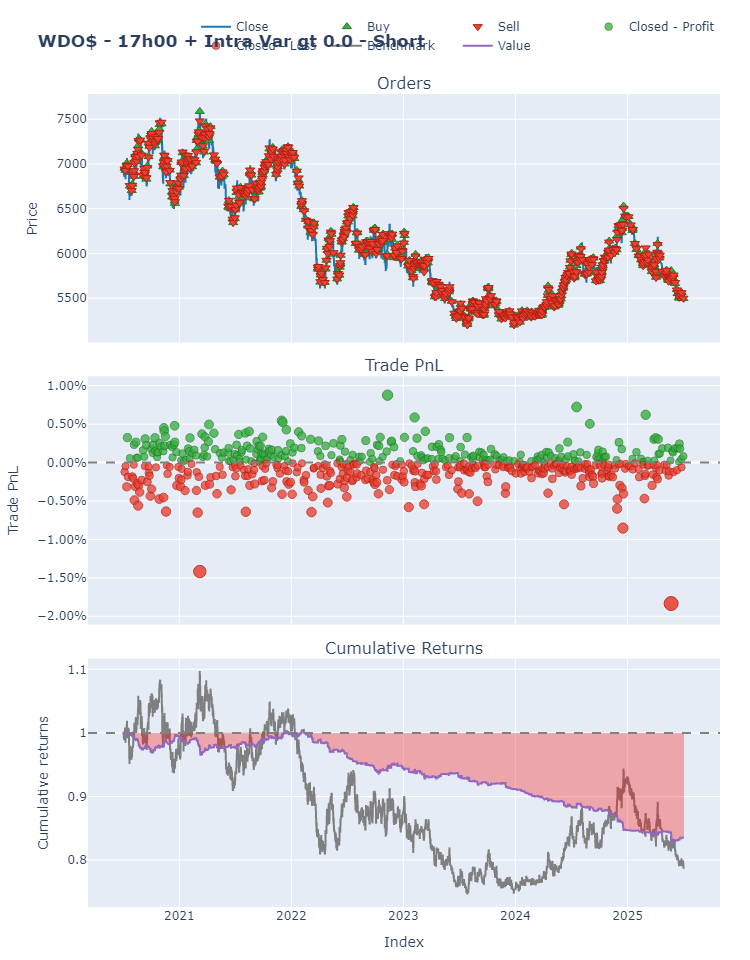 Close Buy Sell Closed - Profit
WDO$ - 17h00 + Intra Var gt 0.0 - Short
Closed - Loss Benchmark Value
Orders
7500
7000
6500
6000
5500
Price
Trade PnL
1.00%
0.50%
0.00%
−0.50%
−1.00%
−1.50%
−2.00%
Trade PnL
Cumulative Returns
1.1
1
0.9
0.8
Cumulative returns
2021 2022 2023 2024 2025
Index